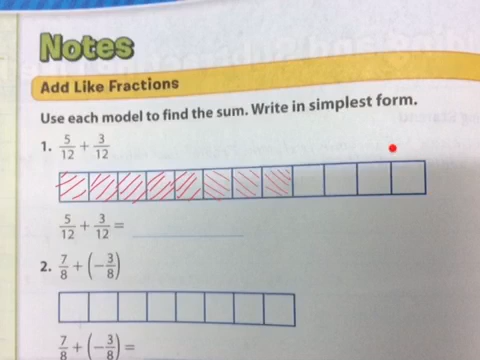 Notes
Add Like Fractions
Use each model to find the sum. Write in simplest form.
1. 5/12 + 3/12
5/12 + 3/12 =
2. 7/8 + (-3/8)
7/8 + (-3/8) =